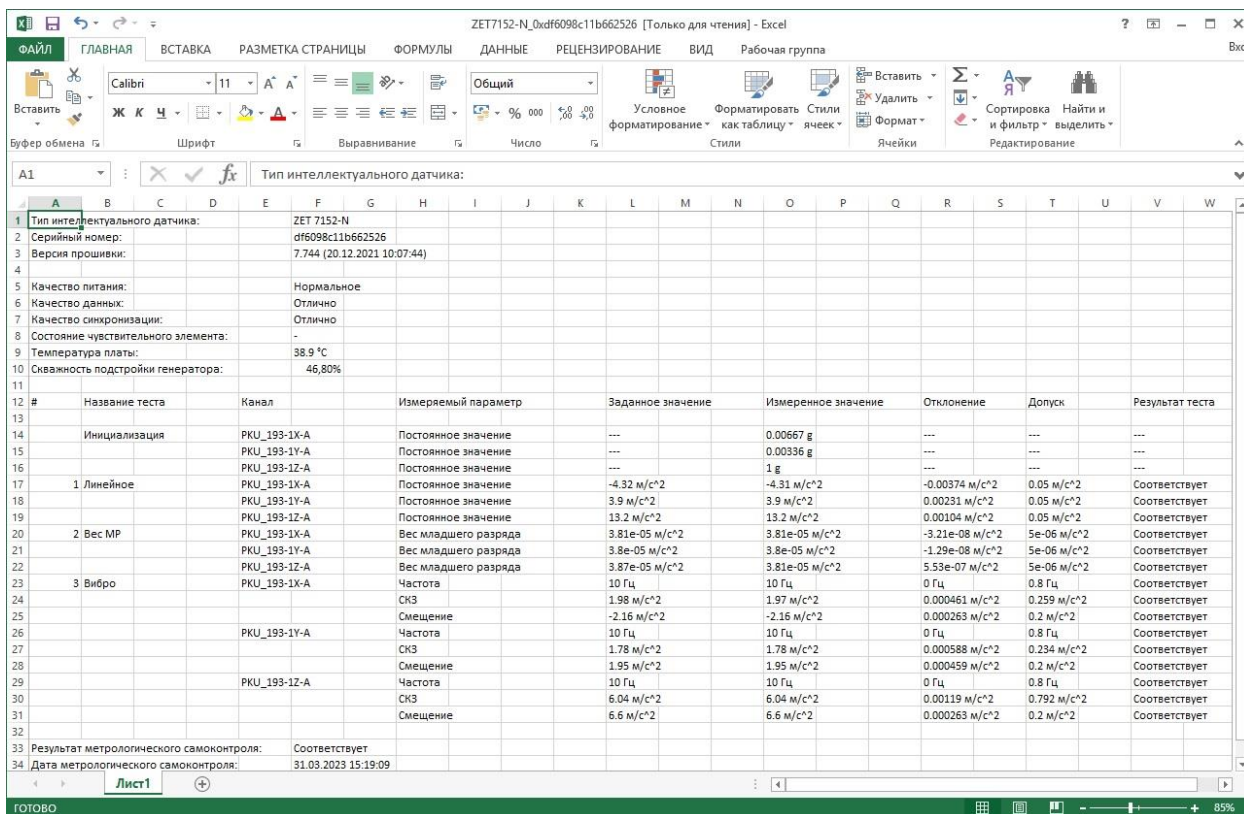 ZET7152-N_0xdf6098c11b662526 [Только для чтения] - Excel
ФАЙЛ ГЛАВНАЯ ВСТАВКА РАЗМЕТКА СТРАНИЦЫ ФОРМУЛЫ ДАННЫЕ РЕЦЕНЗИРОВАНИЕ ВИД Рабочая группа Вхо
Calibri 11 Общий Вставить
Вставить Ж К Ч % 000 Условное форматирование Форматировать как таблицу Стили ячеек Удалить Формат Сортировка и фильтр Найти и выделить
Буфер обмена Шрифт Выравнивание Число Стили Ячейки Редактирование
A1 fx Тип интеллектуального датчика:
A B C D E F G H I J K L M N O P Q R S T U V W
1 Тип интеллектуального датчика: ZET 7152-N
2 Серийный номер: df6098c11b662526
3 Версия прошивки: 7.744 (20.12.2021 10:07:44)
4
5 Качество питания: Нормальное
6 Качество данных: Отлично
7 Качество синхронизации: Отлично
8 Состояние чувствительного элемента: -
9 Температура платы: 38.9 °C
10 Скважность подстройки генератора: 46,80%
11
12 # Название теста Канал Измеряемый параметр Заданное значение Измеренное значение Отклонение Допуск Результат теста
13
14 Инициализация PKU_193-1X-A Постоянное значение --- 0.00667 g --- --- ---
15 PKU_193-1Y-A Постоянное значение --- 0.00336 g --- --- ---
16 PKU_193-1Z-A Постоянное значение --- 1 g --- --- ---
17 1 Линейное PKU_193-1X-A Постоянное значение -4.32 м/с^2 -4.31 м/с^2 -0.00374 м/с^2 0.05 м/с^2 Соответствует
18 PKU_193-1Y-A Постоянное значение 3.9 м/с^2 3.9 м/с^2 0.00231 м/с^2 0.05 м/с^2 Соответствует
19 PKU_193-1Z-A Постоянное значение 13.2 м/с^2 13.2 м/с^2 0.00104 м/с^2 0.05 м/с^2 Соответствует
20 2 Вес МР PKU_193-1X-A Вес младшего разряда 3.81e-05 м/с^2 3.81e-05 м/с^2 -3.21e-08 м/с^2 5e-06 м/с^2 Соответствует
21 PKU_193-1Y-A Вес младшего разряда 3.8e-05 м/с^2 3.8e-05 м/с^2 -1.29e-08 м/с^2 5e-06 м/с^2 Соответствует
22 PKU_193-1Z-A Вес младшего разряда 3.87e-05 м/с^2 3.81e-05 м/с^2 5.53e-07 м/с^2 5e-06 м/с^2 Соответствует
23 3 Вибро PKU_193-1X-A Частота 10 Гц 10 Гц 0 Гц 0.8 Гц Соответствует
24 СКЗ 1.98 м/с^2 1.97 м/с^2 0.000461 м/с^2 0.259 м/с^2 Соответствует
25 Смещение -2.16 м/с^2 -2.16 м/с^2 0.000263 м/с^2 0.2 м/с^2 Соответствует
26 PKU_193-1Y-A Частота 10 Гц 10 Гц 0 Гц 0.8 Гц Соответствует
27 СКЗ 1.78 м/с^2 1.78 м/с^2 0.000588 м/с^2 0.234 м/с^2 Соответствует
28 Смещение 1.95 м/с^2 1.95 м/с^2 0.000459 м/с^2 0.2 м/с^2 Соответствует
29 PKU_193-1Z-A Частота 10 Гц 10 Гц 0 Гц 0.8 Гц Соответствует
30 СКЗ 6.04 м/с^2 6.04 м/с^2 0.00119 м/с^2 0.792 м/с^2 Соответствует
31 Смещение 6.6 м/с^2 6.6 м/с^2 0.000263 м/с^2 0.2 м/с^2 Соответствует
32
33 Результат метрологического самоконтроля: Соответствует
34 Дата метрологического самоконтроля: 31.03.2023 15:19:09
Лист1
ГОТОВО 85%